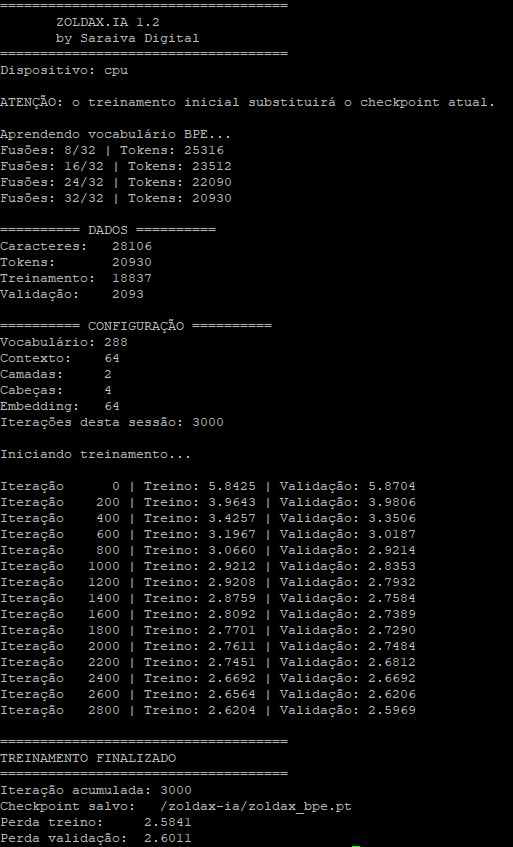 ====================================
ZOLDAX.IA 1.2
by Saraiva Digital
====================================
Dispositivo: cpu
ATENÇÃO: o treinamento inicial substituirá o checkpoint atual.
Aprendendo vocabulário BPE...
Fusões: 8/32 | Tokens: 25316
Fusões: 16/32 | Tokens: 23512
Fusões: 24/32 | Tokens: 22090
Fusões: 32/32 | Tokens: 20930
========== DADOS ==========
Caracteres: 28106
Tokens: 20930
Treinamento: 18837
Validação: 2093
========== CONFIGURAÇÃO ==========
Vocabulário: 288
Contexto: 64
Camadas: 2
Cabeças: 4
Embedding: 64
Iterações desta sessão: 3000
Iniciando treinamento...
Iteração 0 | Treino: 5.8425 | Validação: 5.8704
Iteração 200 | Treino: 3.9643 | Validação: 3.9806
Iteração 400 | Treino: 3.4257 | Validação: 3.3506
Iteração 600 | Treino: 3.1967 | Validação: 3.0187
Iteração 800 | Treino: 3.0660 | Validação: 2.9214
Iteração 1000 | Treino: 2.9212 | Validação: 2.8353
Iteração 1200 | Treino: 2.9208 | Validação: 2.7932
Iteração 1400 | Treino: 2.8759 | Validação: 2.7584
Iteração 1600 | Treino: 2.8092 | Validação: 2.7389
Iteração 1800 | Treino: 2.7701 | Validação: 2.7290
Iteração 2000 | Treino: 2.7611 | Validação: 2.7484
Iteração 2200 | Treino: 2.7451 | Validação: 2.6812
Iteração 2400 | Treino: 2.6692 | Validação: 2.6692
Iteração 2600 | Treino: 2.6564 | Validação: 2.6206
Iteração 2800 | Treino: 2.6204 | Validação: 2.5969
====================================
TREINAMENTO FINALIZADO
====================================
Iteração acumulada: 3000
Checkpoint salvo: /zoldax-ia/zoldax_bpe.pt
Perda treino: 2.5841
Perda validação: 2.6011